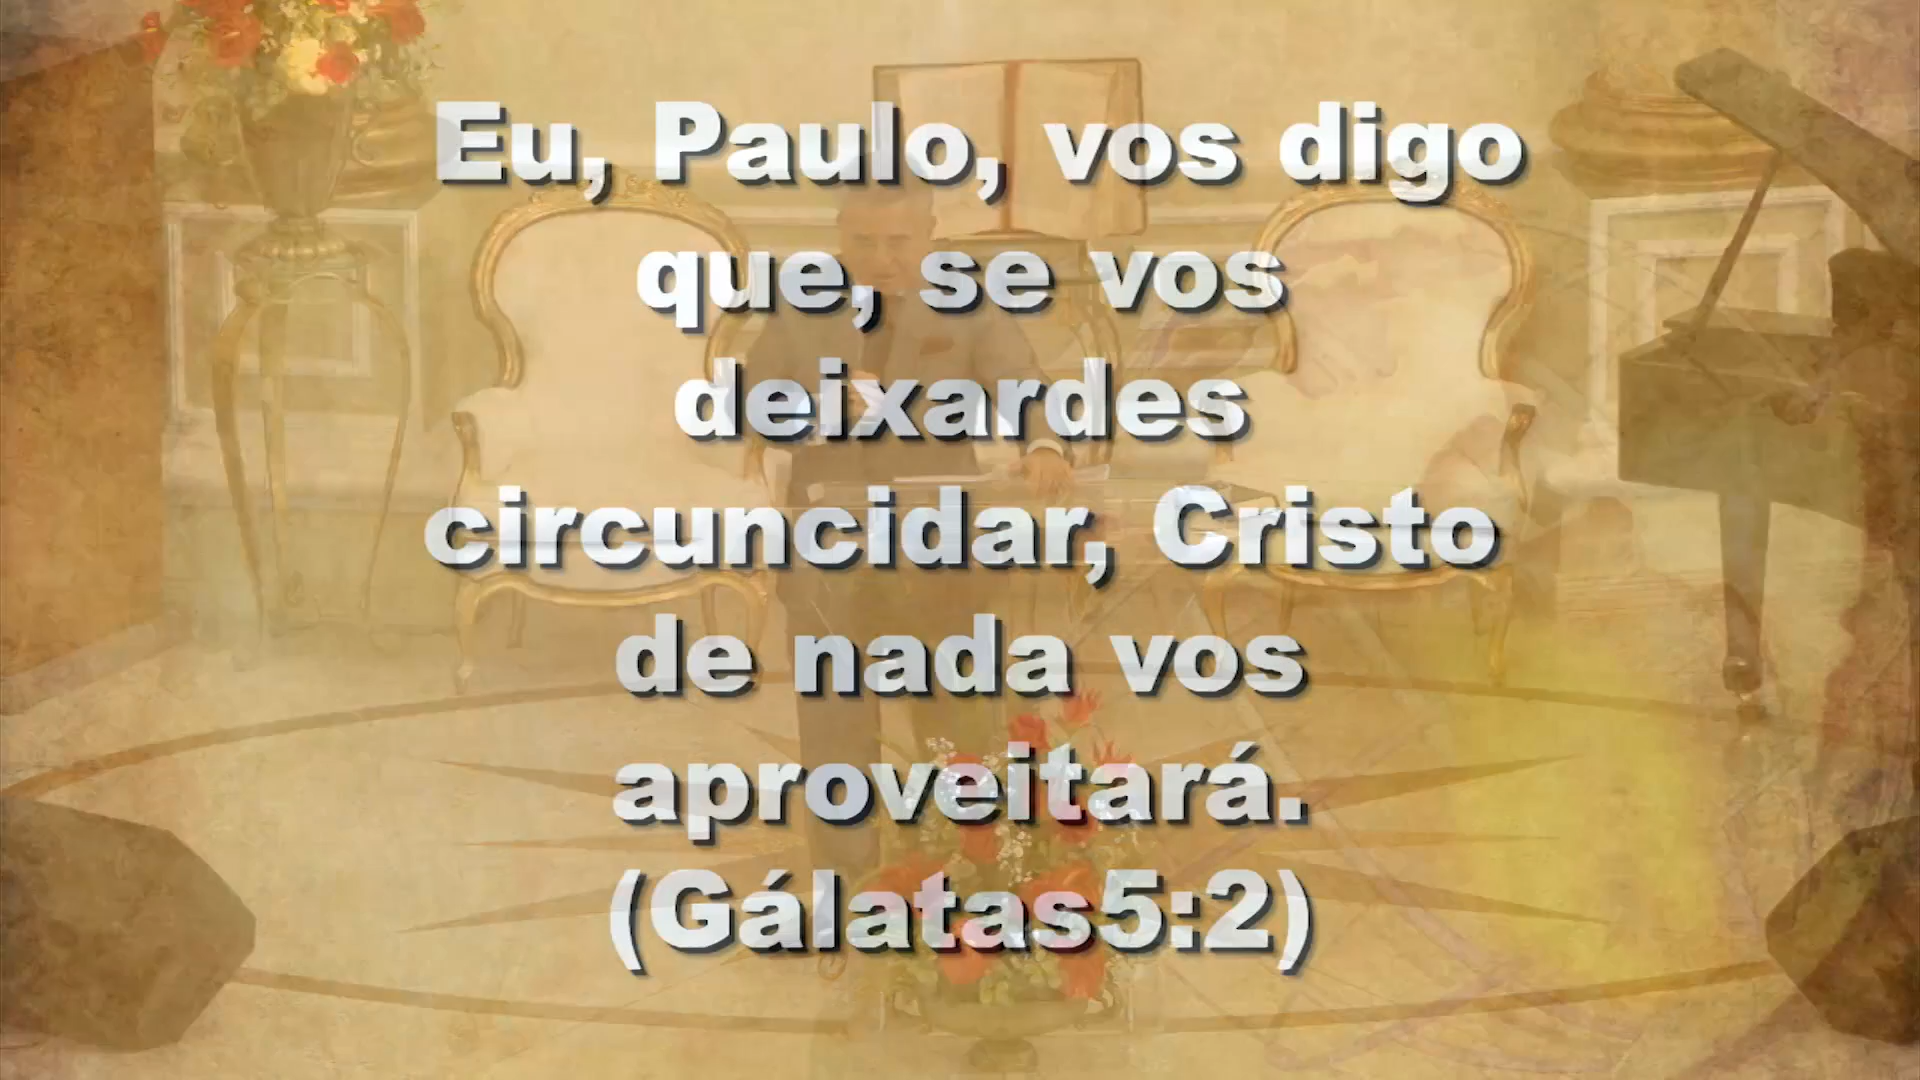 Eu, Paulo, vos digo
que, se vos
deixardes
circuncidar, Cristo
de nada vos
aproveitará.
(Gálatas5:2)